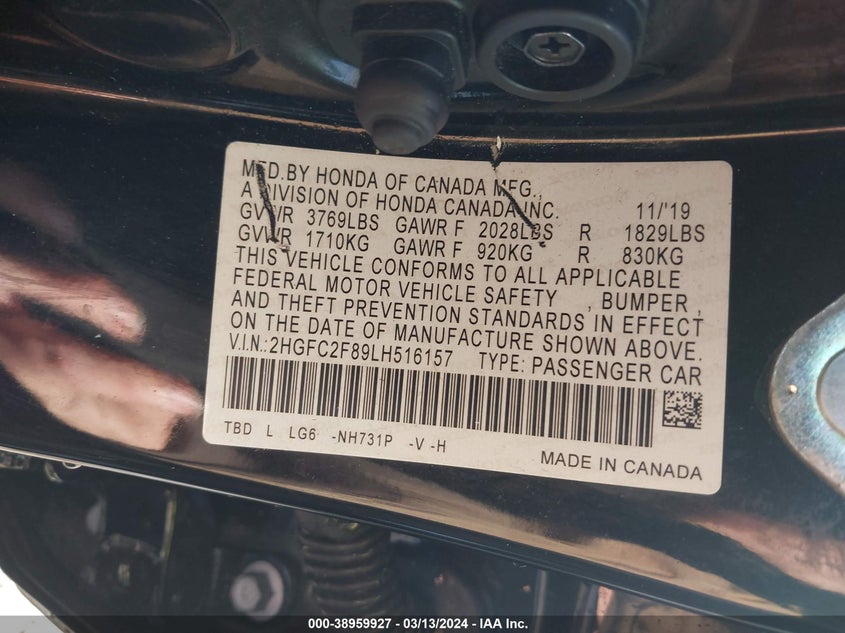 MFD.BY HONDA OF CANADA MFG.,
A DIVISION OF HONDA CANADA INC. 11/'19
GVWR 3769LBS GAWR F 2028LBS R 1829LBS
GVWR 1710KG GAWR F 920KG R 830KG
THIS VEHICLE CONFORMS TO ALL APPLICABLE
FEDERAL MOTOR VEHICLE SAFETY , BUMPER ,
AND THEFT PREVENTION STANDARDS IN EFFECT
ON THE DATE OF MANUFACTURE SHOWN ABOVE.
V.I.N.:2HGFC2F89LH516157 TYPE: PASSENGER CAR
TBD L LG6 -NH731P -V -H
MADE IN CANADA
000-38959927 - 03/13/2024 - IAA Inc.